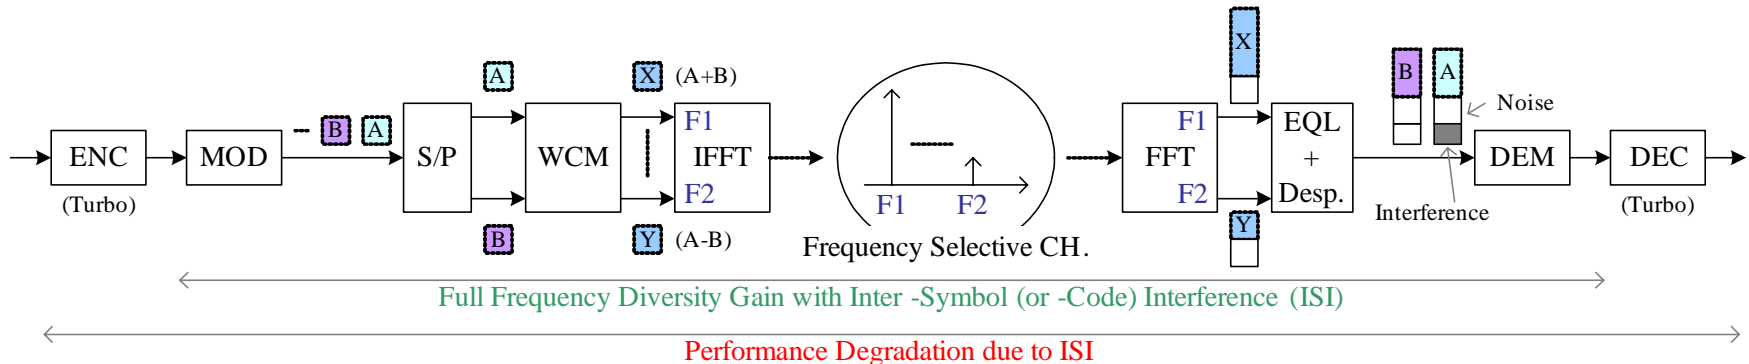 X
B A
Noise
A X (A+B)
B A
ENC MOD S/P WCM F1 IFFT F2
F1 F2
F1 FFT F2 EQL + Desp. DEM DEC
(Turbo)
B Y (A-B)
Y
Interference
(Turbo)
Frequency Selective CH.
Full Frequency Diversity Gain with Inter -Symbol (or -Code) Interference (ISI)
Performance Degradation due to ISI